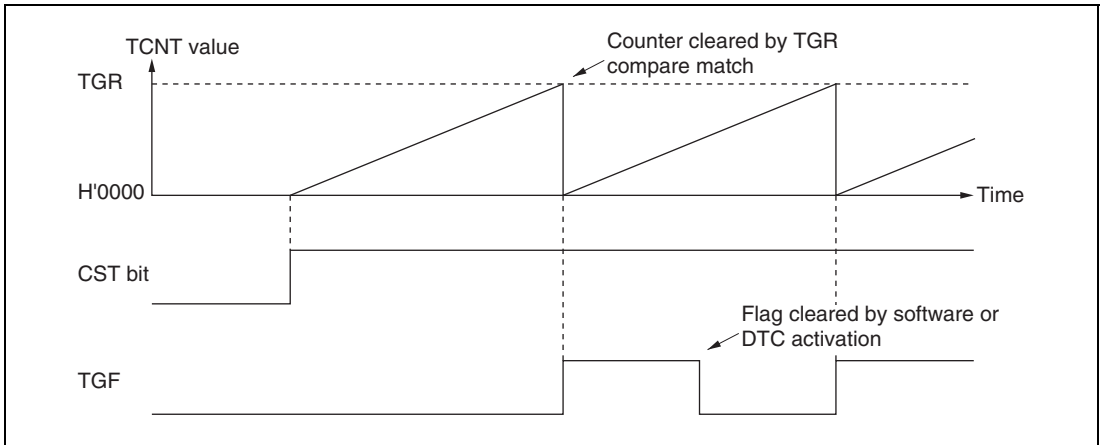 TCNT value
Counter cleared by TGR
compare match
TGR
H'0000
Time
CST bit
Flag cleared by software or
DTC activation
TGF